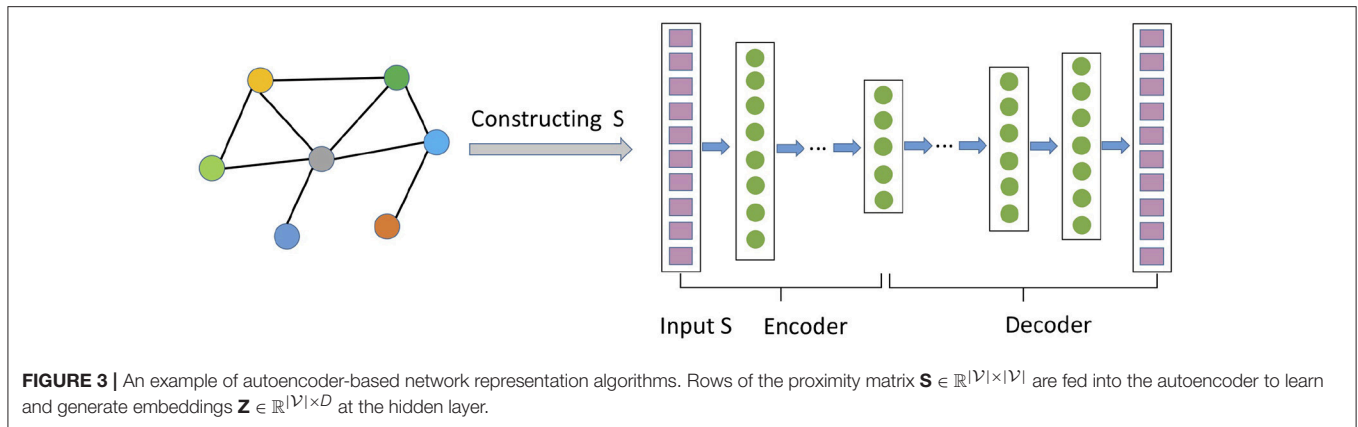 Constructing S
...
...
Input S Encoder Decoder
FIGURE 3 | An example of autoencoder-based network representation algorithms. Rows of the proximity matrix S ∈ ℝ^|𝒱|×|𝒱| are fed into the autoencoder to learn
and generate embeddings Z ∈ ℝ^|𝒱|×D at the hidden layer.